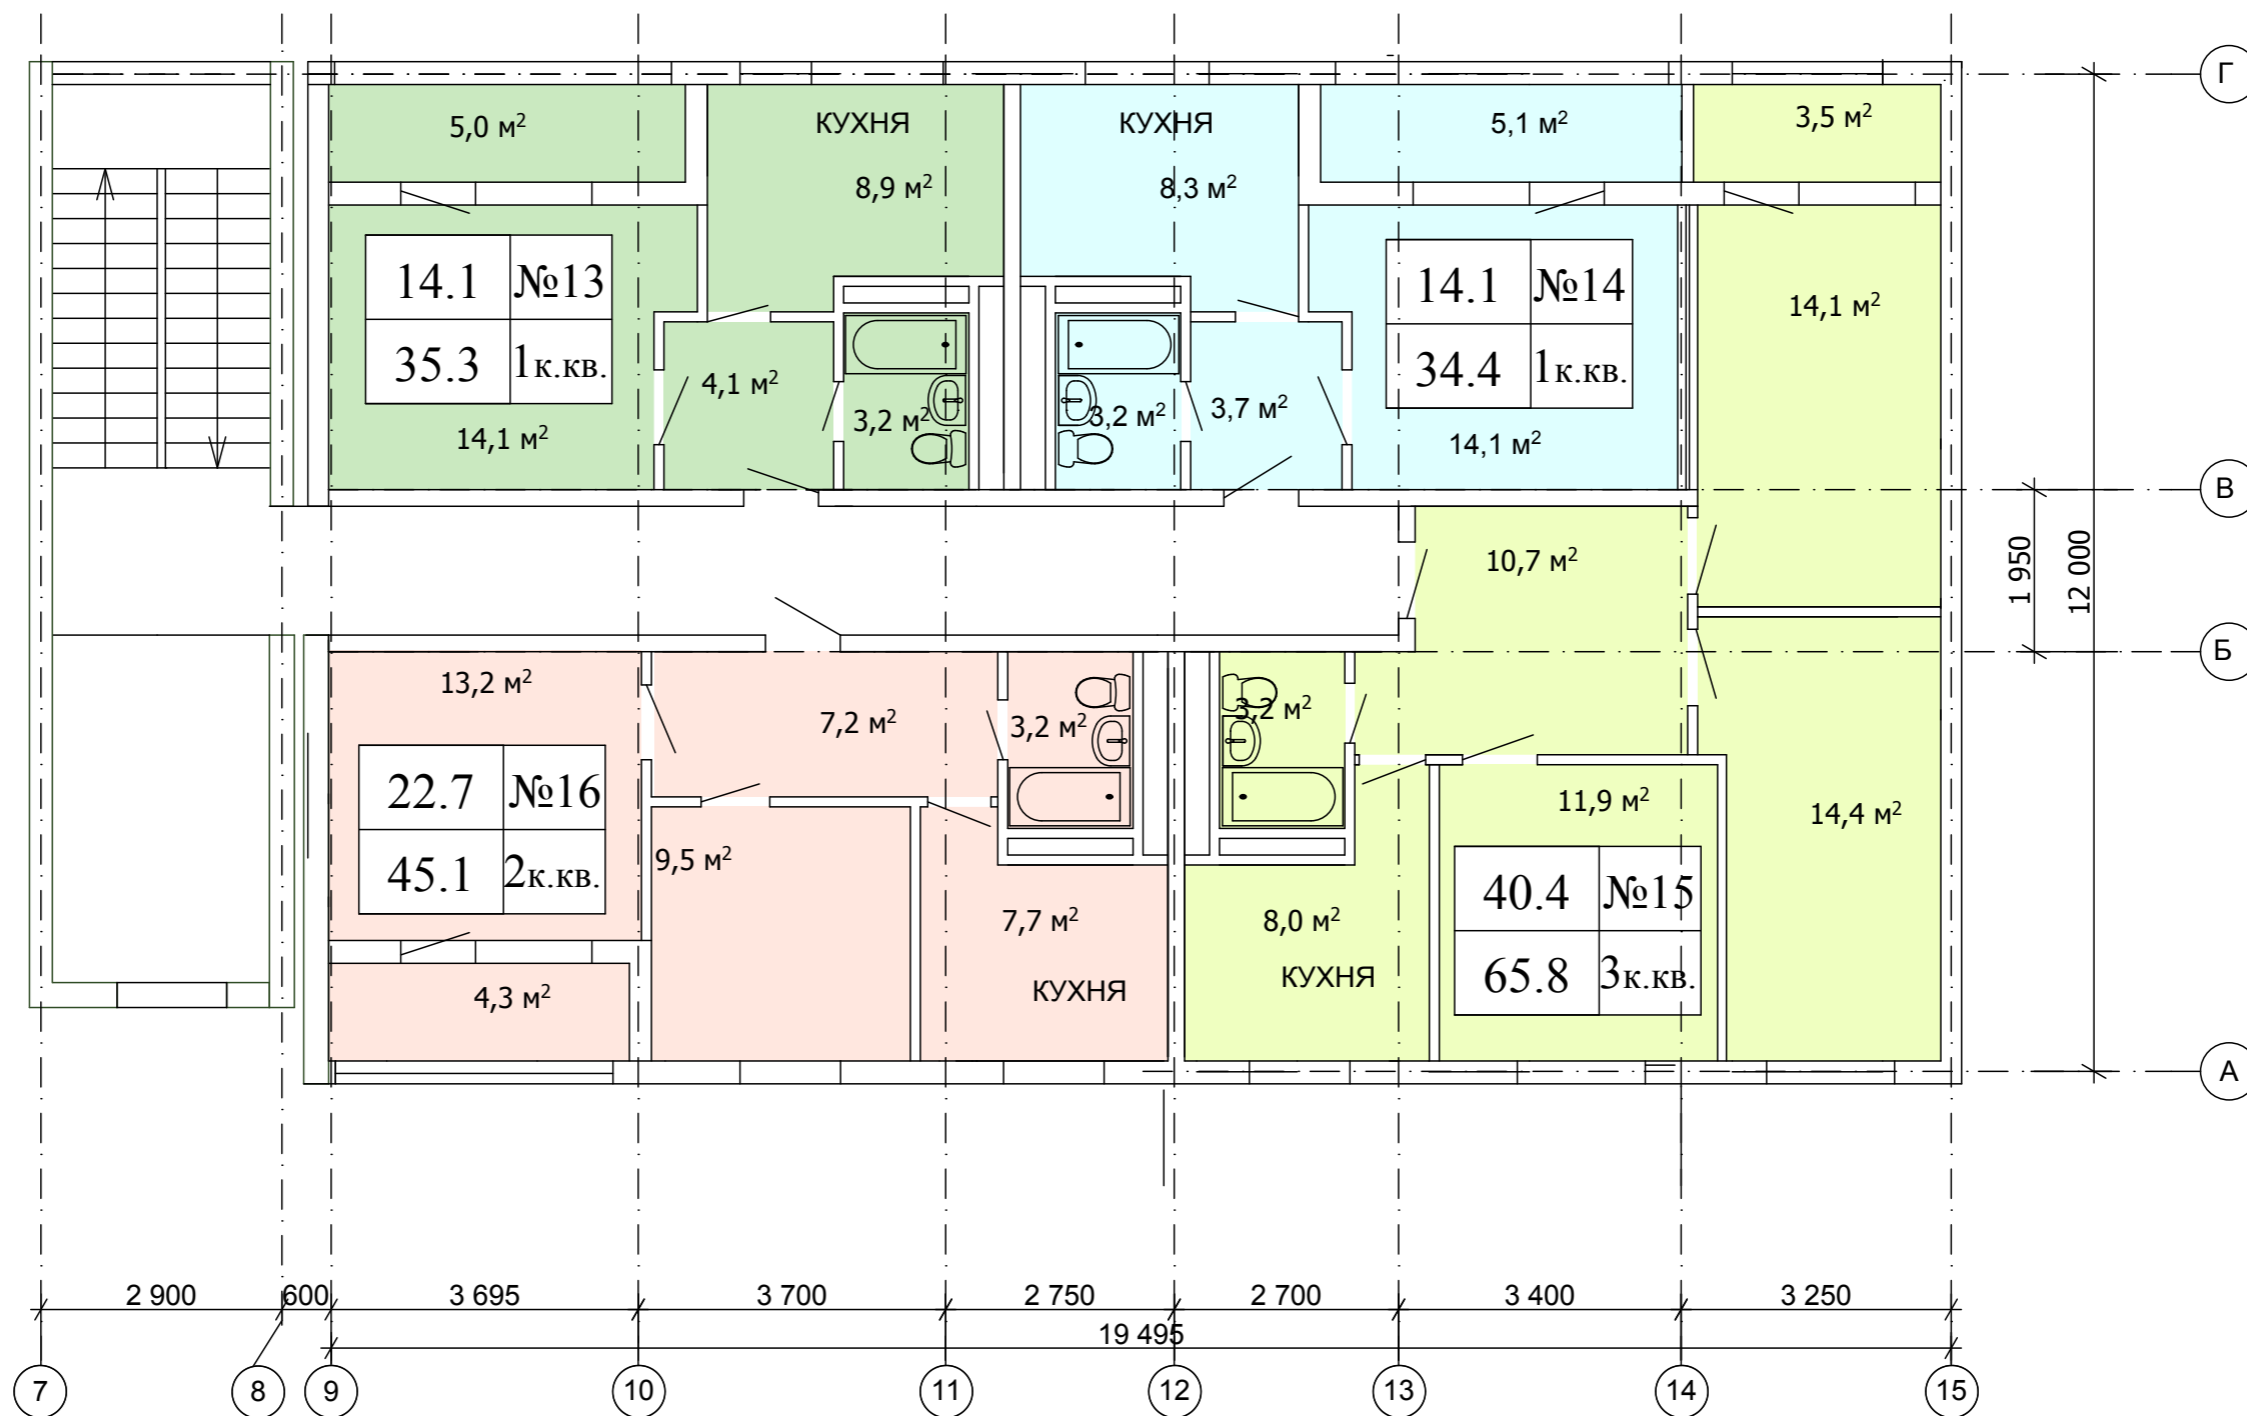 Г
5,0 м²
КУХНЯ
КУХНЯ
5,1 м²
3,5 м²
8,9 м²
8,3 м²
14.1 №13
35.3 1к.кв.
14.1 №14
34.4 1к.кв.
14,1 м²
4,1 м²
3,2 м²
3,2 м²
3,7 м²
14,1 м²
14,1 м²
В
10,7 м²
1 950
12 000
Б
13,2 м²
7,2 м²
3,2 м²
3,2 м²
22.7 №16
45.1 2к.кв.
9,5 м²
11,9 м²
14,4 м²
40.4 №15
65.8 3к.кв.
7,7 м²
8,0 м²
КУХНЯ
КУХНЯ
4,3 м²
А
2 900 600 3 695 3 700 2 750 2 700 3 400 3 250
19 495
7 8 9 10 11 12 13 14 15